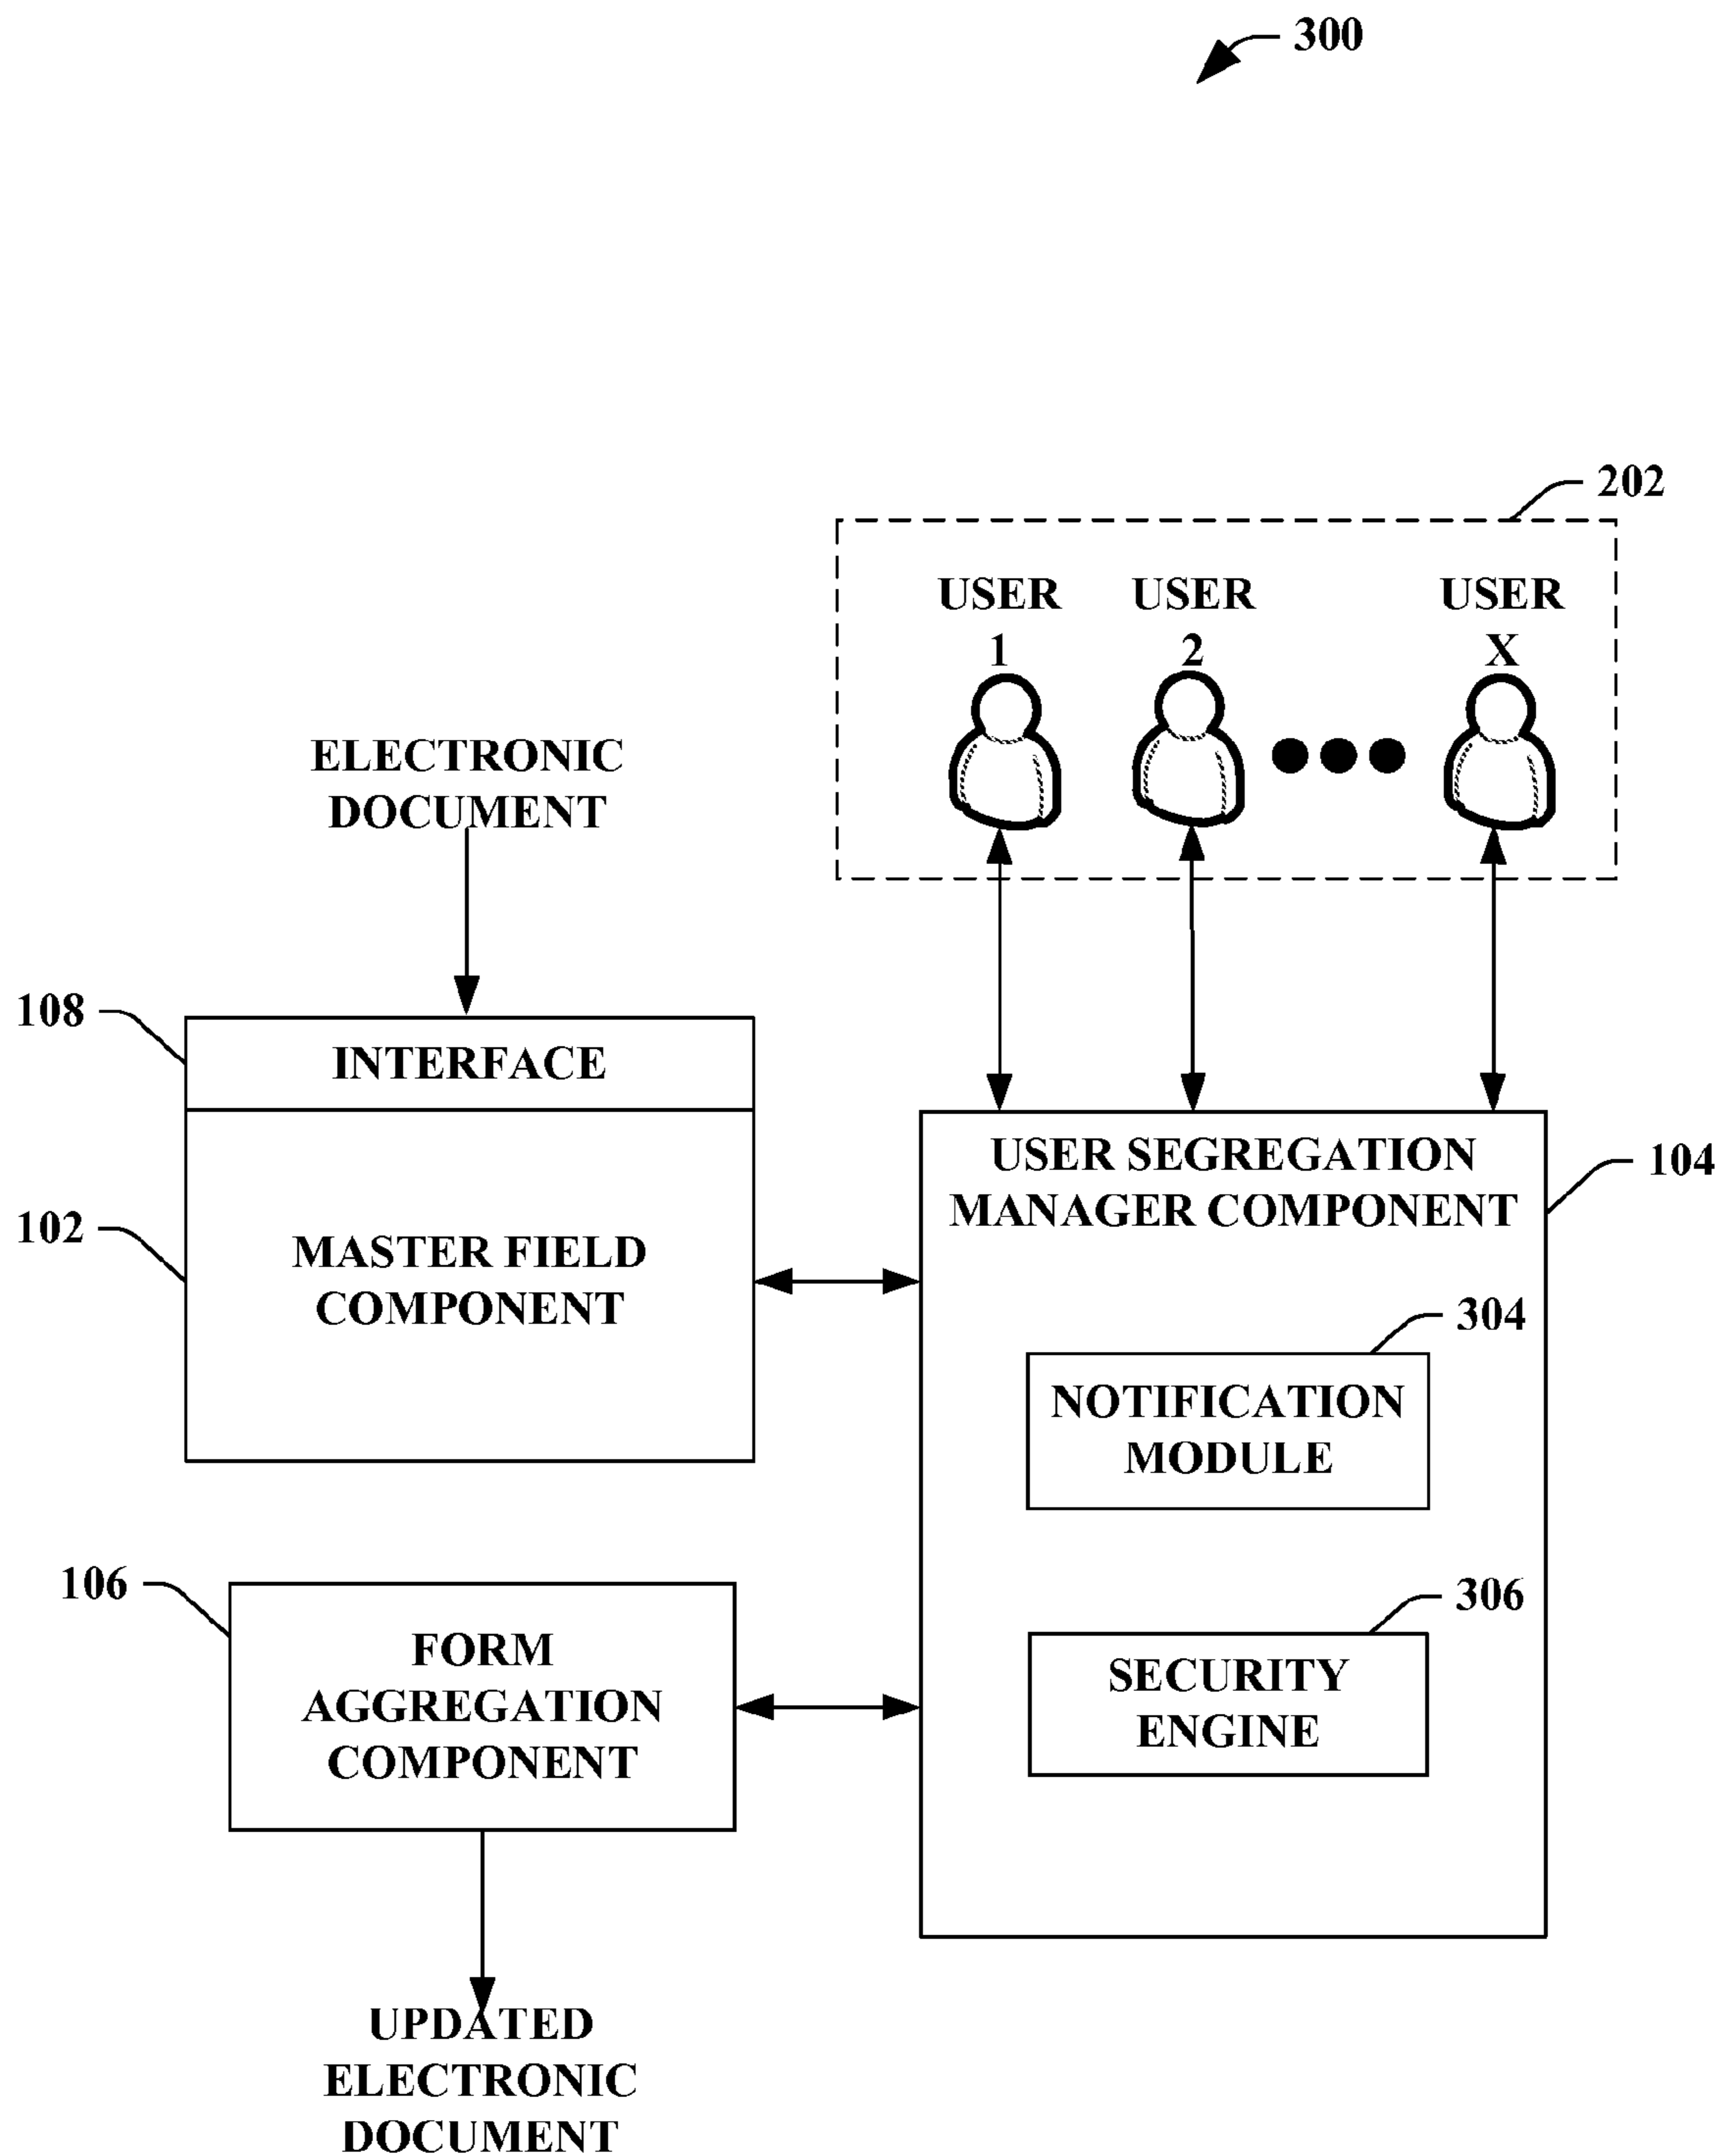 300
202
USER USER USER
1 2 X
ELECTRONIC
DOCUMENT
108
INTERFACE
102
MASTER FIELD
COMPONENT
USER SEGREGATION
MANAGER COMPONENT
104
304
NOTIFICATION
MODULE
306
SECURITY
ENGINE
106
FORM
AGGREGATION
COMPONENT
UPDATED
ELECTRONIC
DOCUMENT